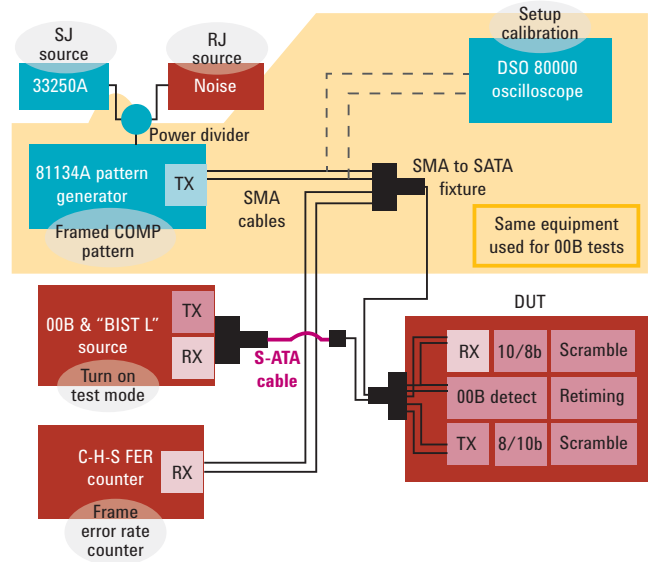 SJ
source
33250A
RJ
source
Noise
Setup
calibration
DSO 80000
oscilloscope
Power divider
81134A pattern
generator
TX
Framed COMP
pattern
SMA
cables
SMA to SATA
fixture
Same equipment
used for 00B tests
00B & "BIST L"
source
TX
RX
Turn on
test mode
S-ATA
cable
DUT
RX
10/8b
Scramble
00B detect
Retiming
TX
8/10b
Scramble
C-H-S FER
counter
RX
Frame
error rate
counter